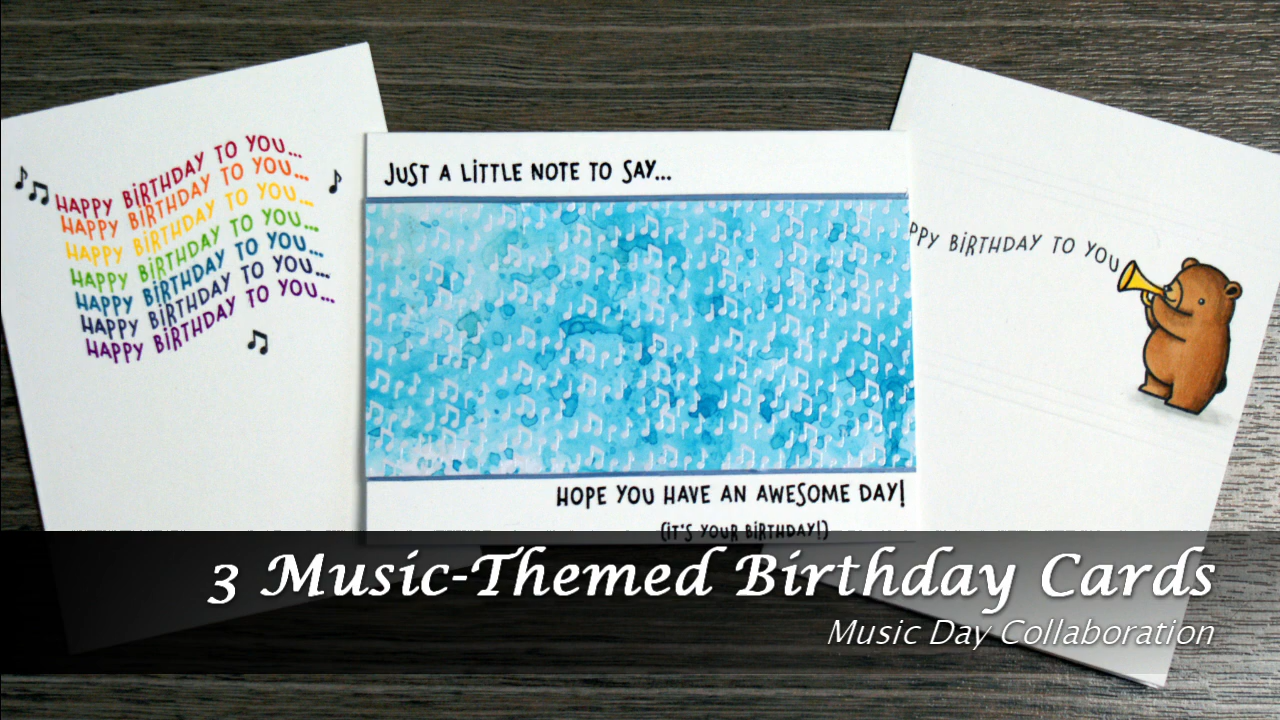 HAPPY BiRTHDAY TO YOU...
HAPPY BiRTHDAY TO YOU...
HAPPY BiRTHDAY TO YOU...
HAPPY BiRTHDAY TO YOU...
HAPPY BiRTHDAY TO YOU...
HAPPY BiRTHDAY TO YOU...
HAPPY BiRTHDAY TO YOU...
JUST A LiTTLE NOTE TO SAY...
HOPE YOU HAVE AN AWESOME DAY!
(iT'S YOUR BiRTHDAY!)
PPY BiRTHDAY TO YOU
3 Music-Themed Birthday Cards
Music Day Collaboration